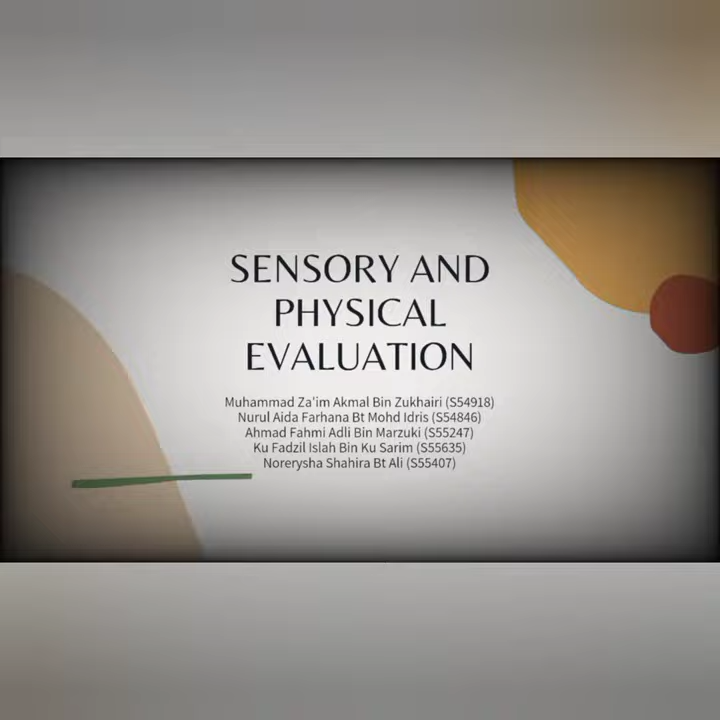 SENSORY AND
PHYSICAL
EVALUATION
Muhammad Za'im Akmal Bin Zukhairi (S54918)
Nurul Aida Farhana Bt Mohd Idris (S54846)
Ahmad Fahmi Adli Bin Marzuki (S55247)
Ku Fadzil Islah Bin Ku Sarim (S55635)
Norerysha Shahira Bt Ali (S55407)